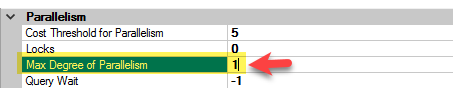 Parallelism
Cost Threshold for Parallelism 5
Locks 0
Max Degree of Parallelism 1
Query Wait -1